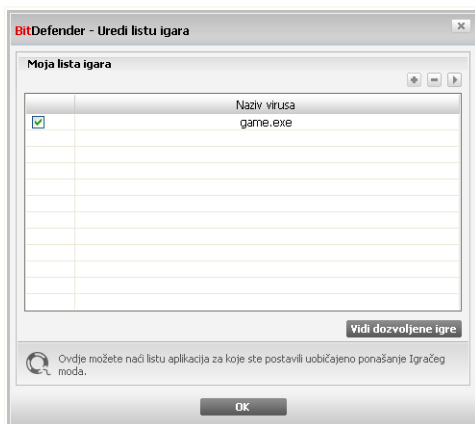 BitDefender - Uredi listu igara
Moja lista igara
Naziv virusa
game.exe
Vidi dozvoljene igre
Ovdje možete naći listu aplikacija za koje ste postavili uobičajeno ponašanje Igračeg
moda.
OK